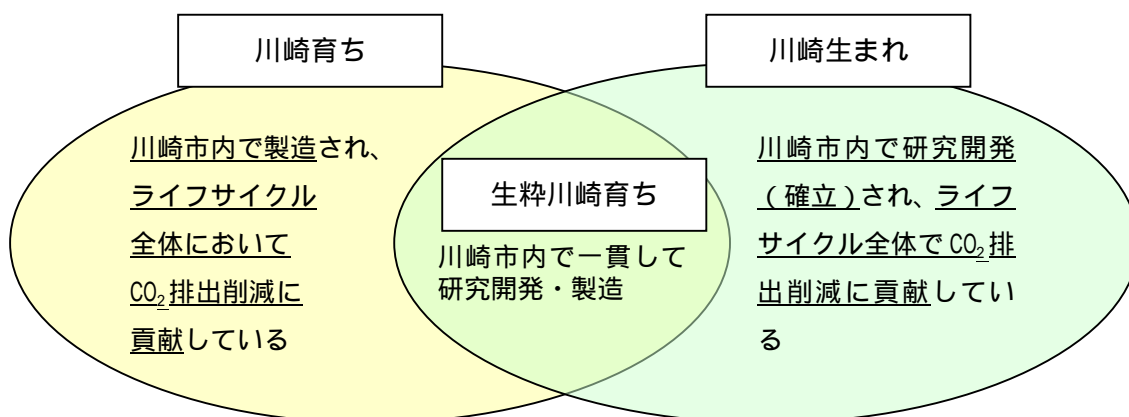 川崎育ち
川崎市内で製造され、
ライフサイクル
全体において
CO₂排出削減に
貢献している
生粋川崎育ち
川崎市内で一貫して
研究開発・製造
川崎生まれ
川崎市内で研究開発
（確立）され、ライフ
サイクル全体でCO₂排
出削減に貢献してい
る